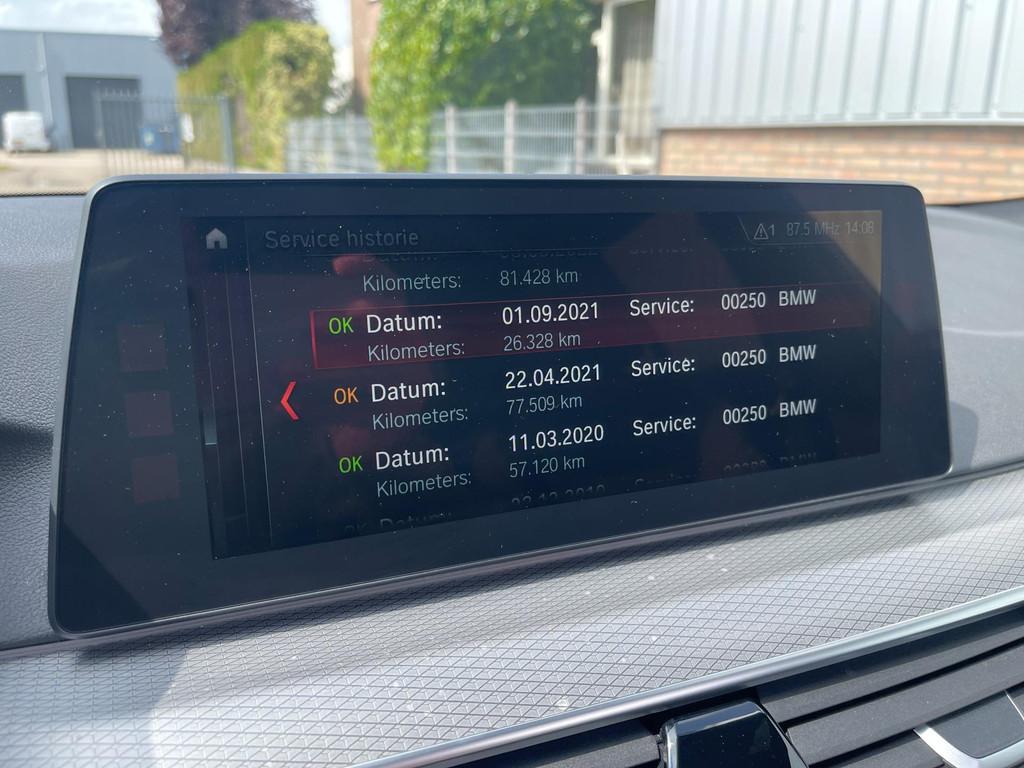 Service historie
1 87.5 MHz 14:08
Kilometers: 81.428 km
OK Datum: 01.09.2021 Service: 00250 BMW
Kilometers: 26.328 km
OK Datum: 22.04.2021 Service: 00250 BMW
Kilometers: 77.509 km
OK Datum: 11.03.2020 Service: 00250 BMW
Kilometers: 57.120 km